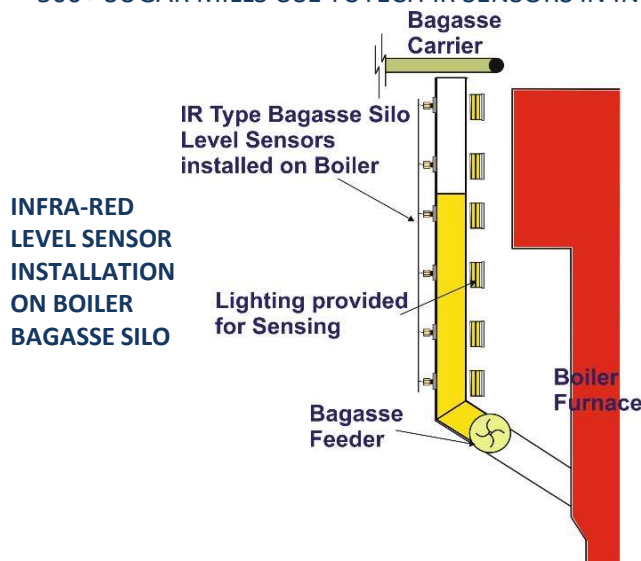 Bagasse
Carrier
IR Type Bagasse Silo
Level Sensors
installed on Boiler
INFRA-RED
LEVEL SENSOR
INSTALLATION
ON BOILER
BAGASSE SILO
Lighting provided
for Sensing
Boiler
Furnace
Bagasse
Feeder